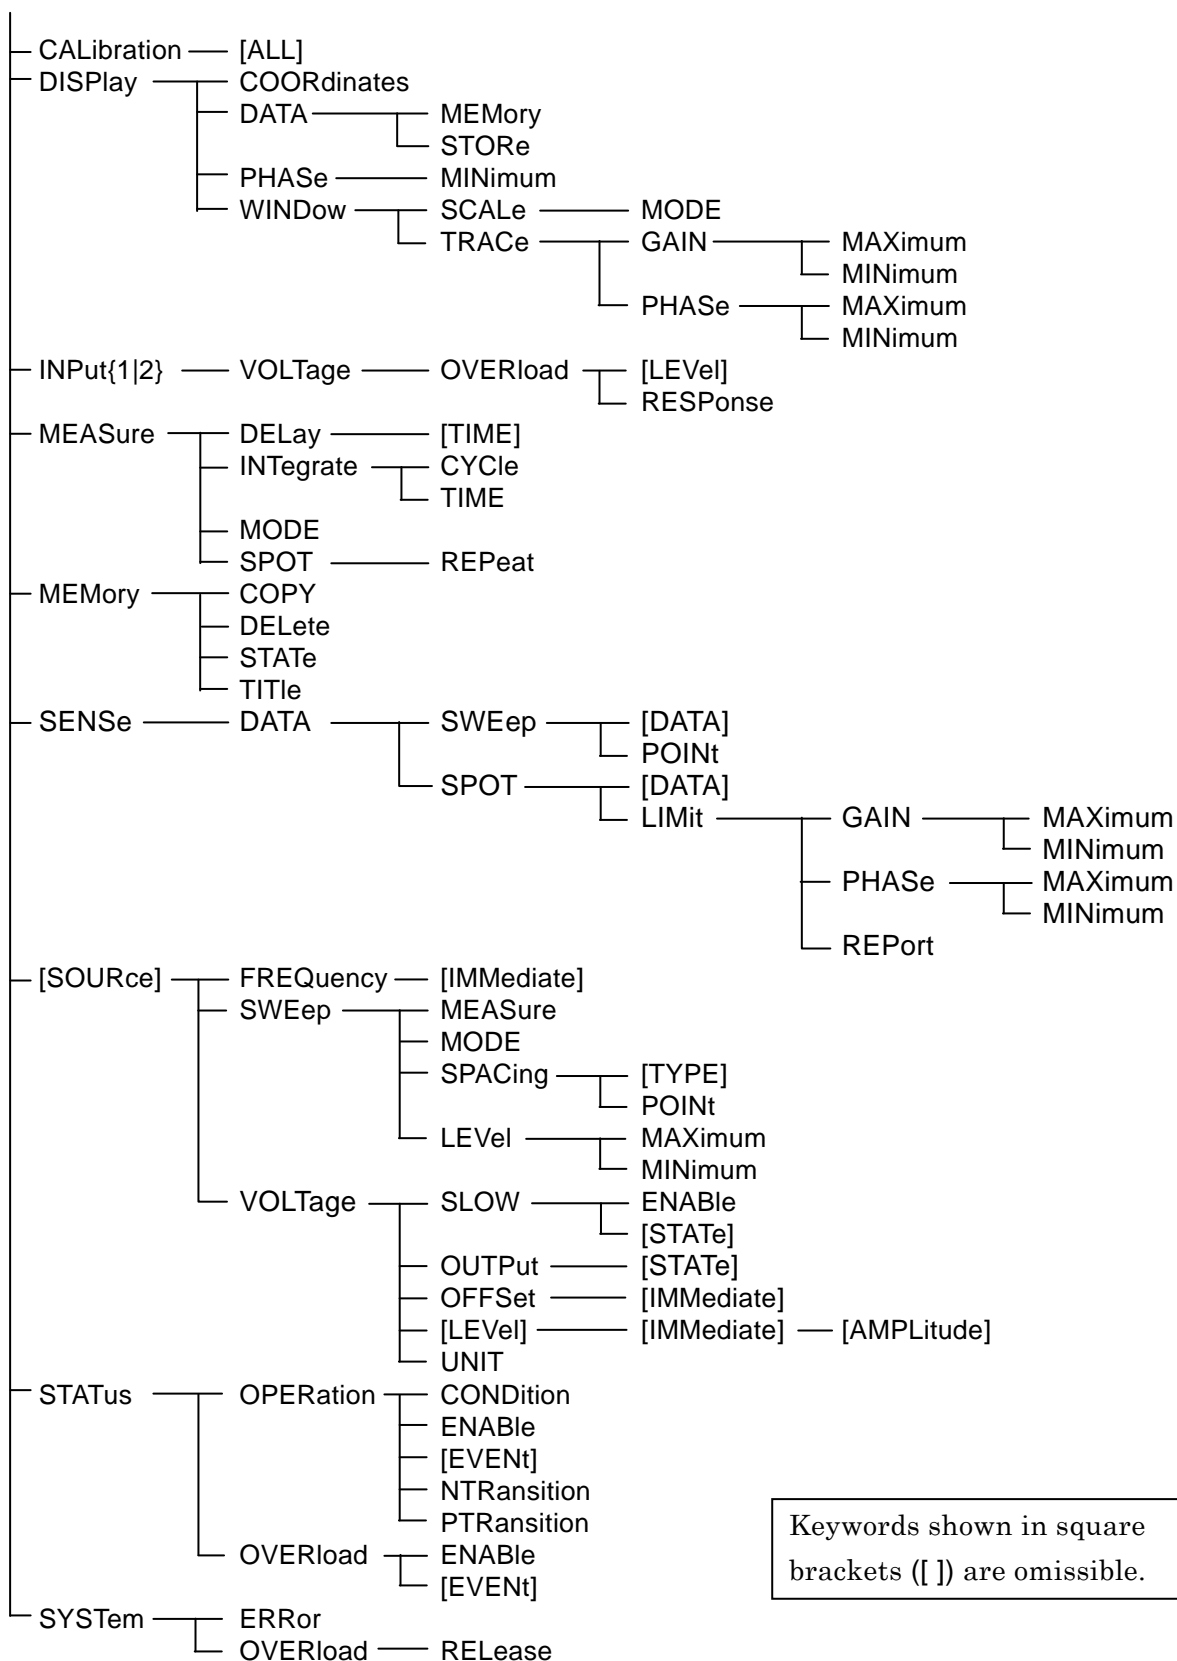 CALibration [ALL]
DISPlay COORdinates
DATA MEMory
STORe
PHASe MINimum
WINDow SCALe MODE
TRACe GAIN MAXimum
MINimum
PHASe MAXimum
MINimum
INPut{1|2} VOLTage OVERload [LEVel]
RESPonse
MEASure DELay [TIME]
INTegrate CYCle
TIME
MODE
SPOT REPeat
MEMory COPY
DELete
STATe
TITle
SENSe DATA SWEep [DATA]
POINt
SPOT [DATA]
LIMit GAIN MAXimum
MINimum
PHASe MAXimum
MINimum
REPort
[SOURce] FREQuency [IMMediate]
SWEep MEASure
MODE
SPACing [TYPE]
POINt
LEVel MAXimum
MINimum
VOLTage SLOW ENABle
[STATe]
OUTPut [STATe]
OFFSet [IMMediate]
[LEVel] [IMMediate] [AMPLitude]
UNIT
STATus OPERation CONDition
ENABle
[EVENt]
NTRansition
PTRansition
OVERload ENABle
[EVENt]
SYSTem ERRor
OVERload RELease
Keywords shown in square
brackets ([ ]) are omissible.